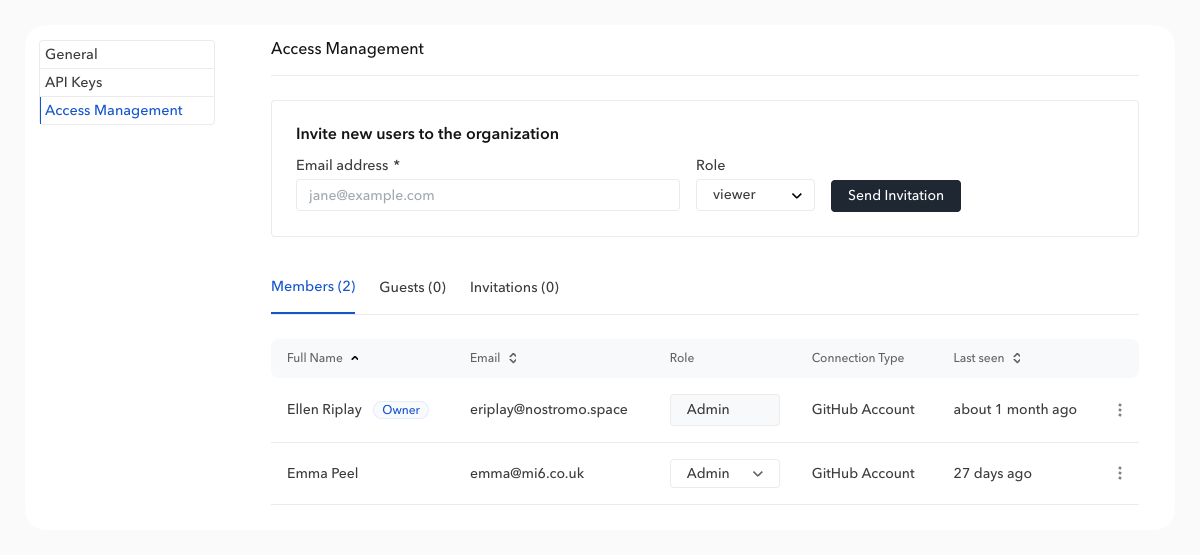 General
API Keys
Access Management
Access Management
Invite new users to the organization
Email address *
Role
jane@example.com
viewer
Send Invitation
Members (2) Guests (0) Invitations (0)
Full Name Email Role Connection Type Last seen
Ellen Riplay Owner eriplay@nostromo.space Admin GitHub Account about 1 month ago
Emma Peel emma@mi6.co.uk Admin GitHub Account 27 days ago